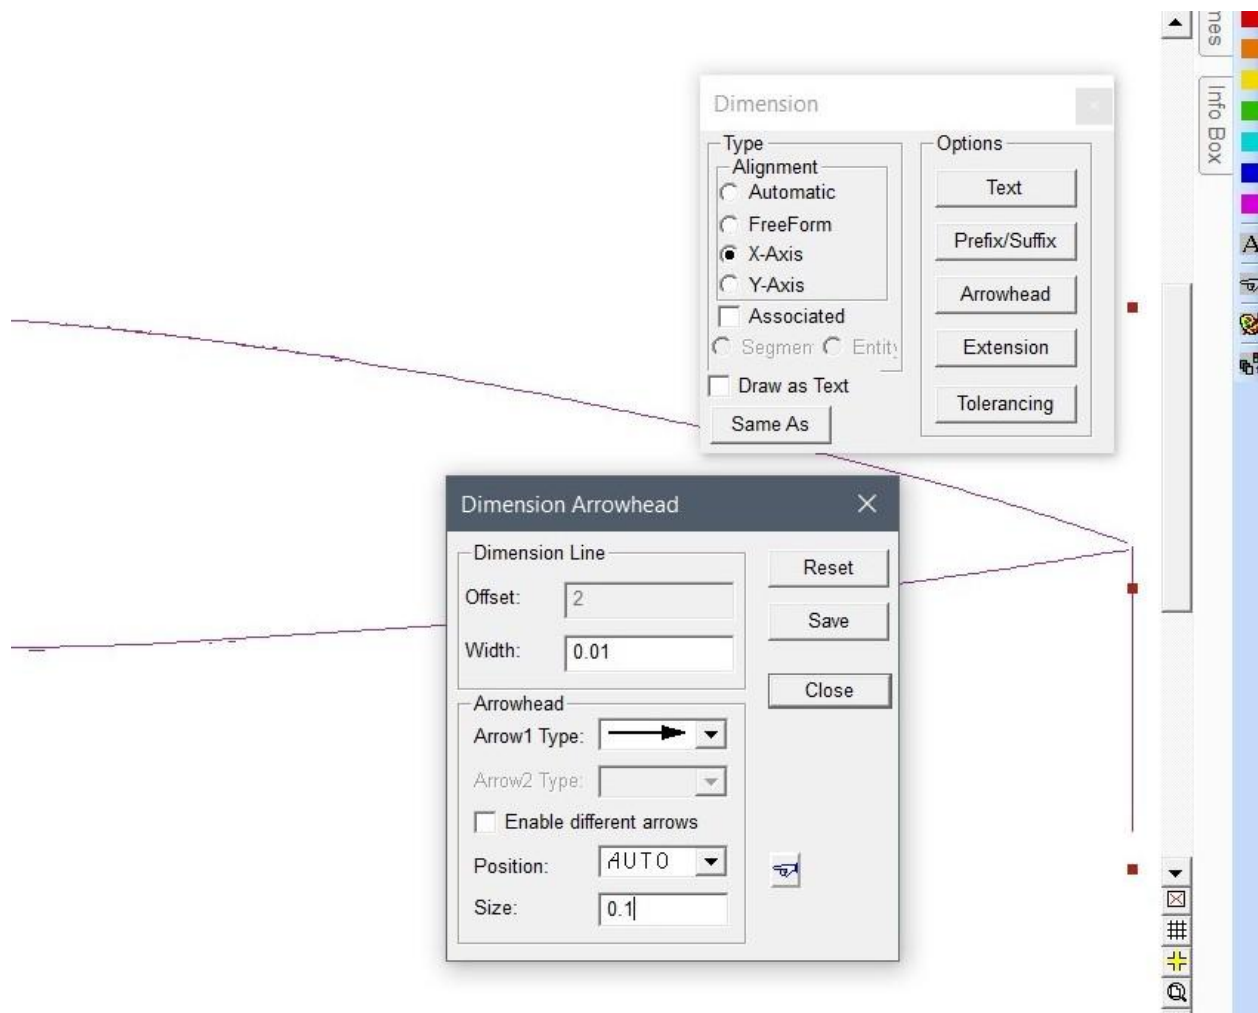 Dimension
Type
Alignment
Automatic
FreeForm
X-Axis
Y-Axis
Associated
Segmen
Draw as Text
Same As
Options
Text
Prefix/Suffix
Arrowhead
Extension
Tolerancing
Info Box
A
Dimension Arrowhead
Dimension Line
Offset: 2
Width: 0.01
Reset
Save
Close
Arrowhead
Arrow1 Type:
Arrow2 Type:
Enable different arrows
Position: AUTO
Size: 0.1